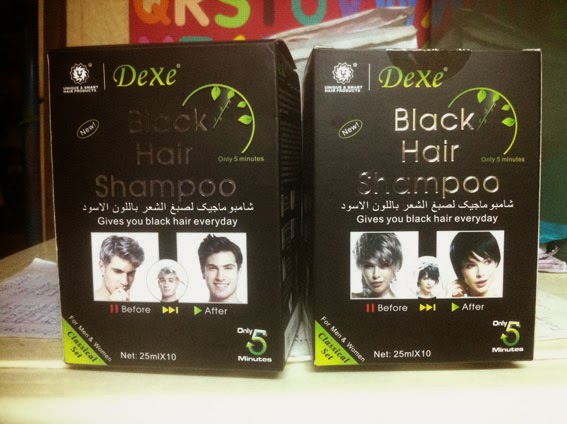 QRSTUVWXY
UNIQUE & SMART
HAIR PRODUCTS
DeXe®
New!
Black
Hair
Only 5 minutes
Shampoo
شامبو ماجيك لصبغ الشعر باللون الاسود
Gives you black hair everyday
Before
After
For Men & Women
Classical
Set
Only
5
Minutes
Net: 25mlX10
UNIQUE & SMART
HAIR PRODUCTS
DeXe®
New!
Black
Hair
Only 5 minutes
Shampoo
شامبو ماجيك لصبغ الشعر باللون الاسود
Gives you black hair everyday
Before
After
For Men & Women
Classical
Set
Only
5
Minutes
Net: 25mlX10